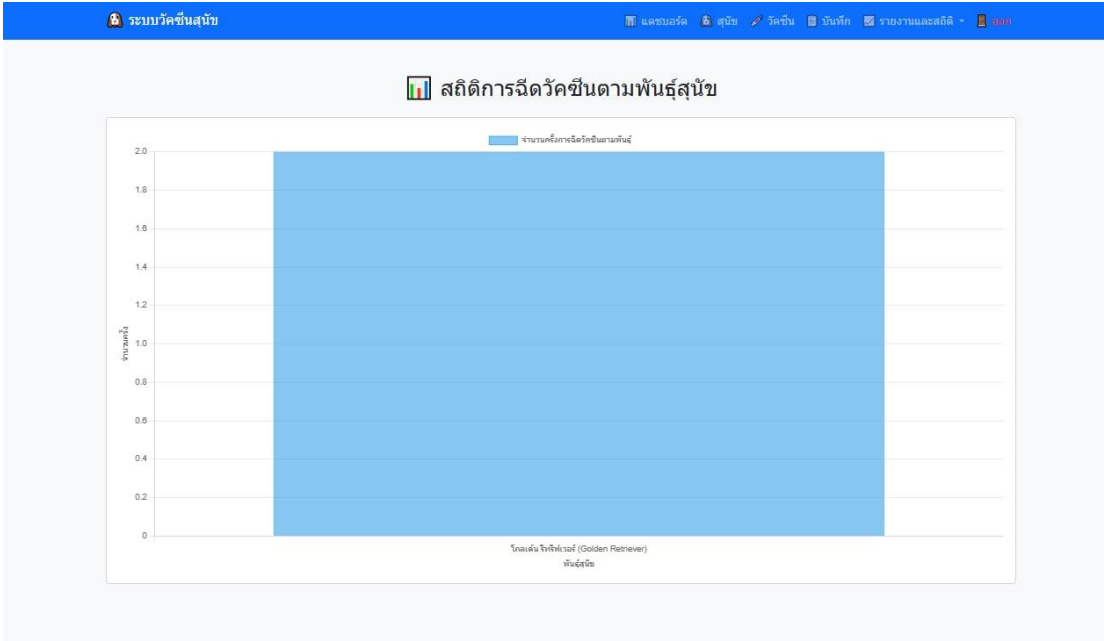 ระบบวัคซีนสุนัข
แดชบอร์ด สุนัข วัคซีน บันทึก รายงานและสถิติ ออก
สถิติการฉีดวัคซีนตามพันธุ์สุนัข
จำนวนครั้งการฉีดวัคซีนตามพันธุ์
2.0
1.8
1.6
1.4
1.2
1.0
0.8
0.6
0.4
0.2
0
จำนวนครั้ง
โกลเด้น รีทรีฟเวอร์ (Golden Retriever)
พันธุ์สุนัข